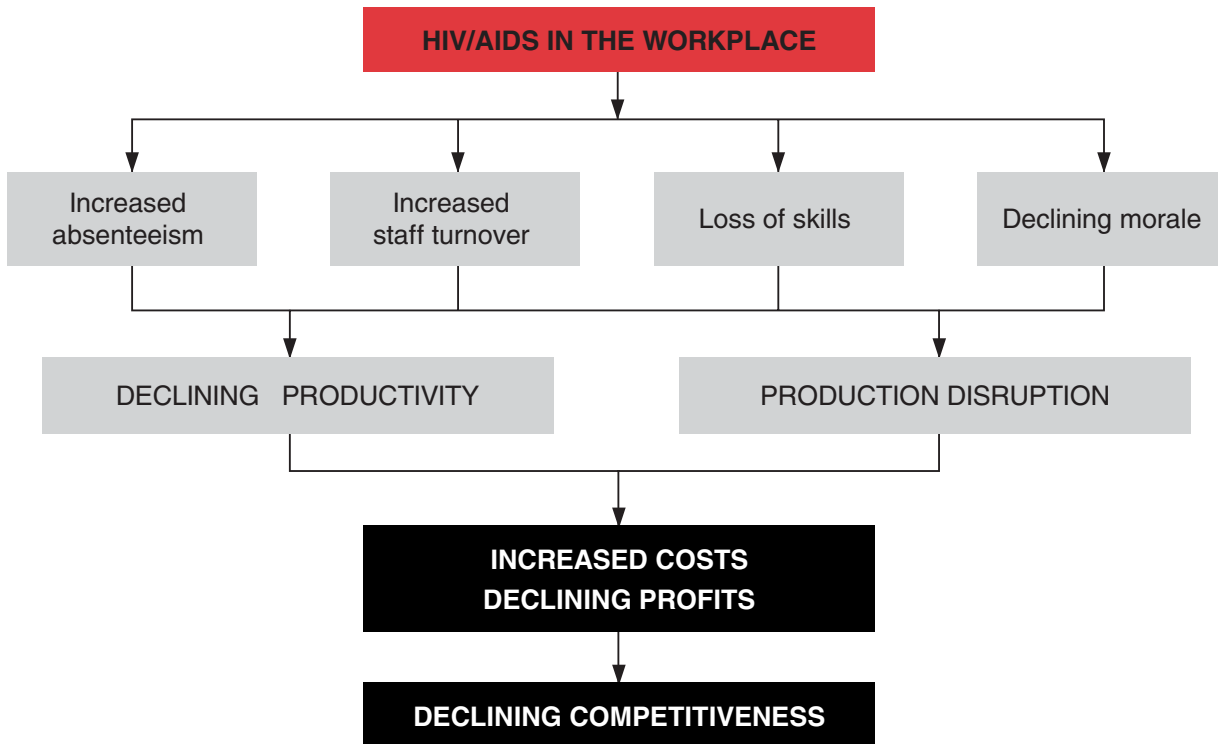 HIV/AIDS IN THE WORKPLACE
Increased
absenteeism
Increased
staff turnover
Loss of skills
Declining morale
DECLINING PRODUCTIVITY
PRODUCTION DISRUPTION
INCREASED COSTS
DECLINING PROFITS
DECLINING COMPETITIVENESS